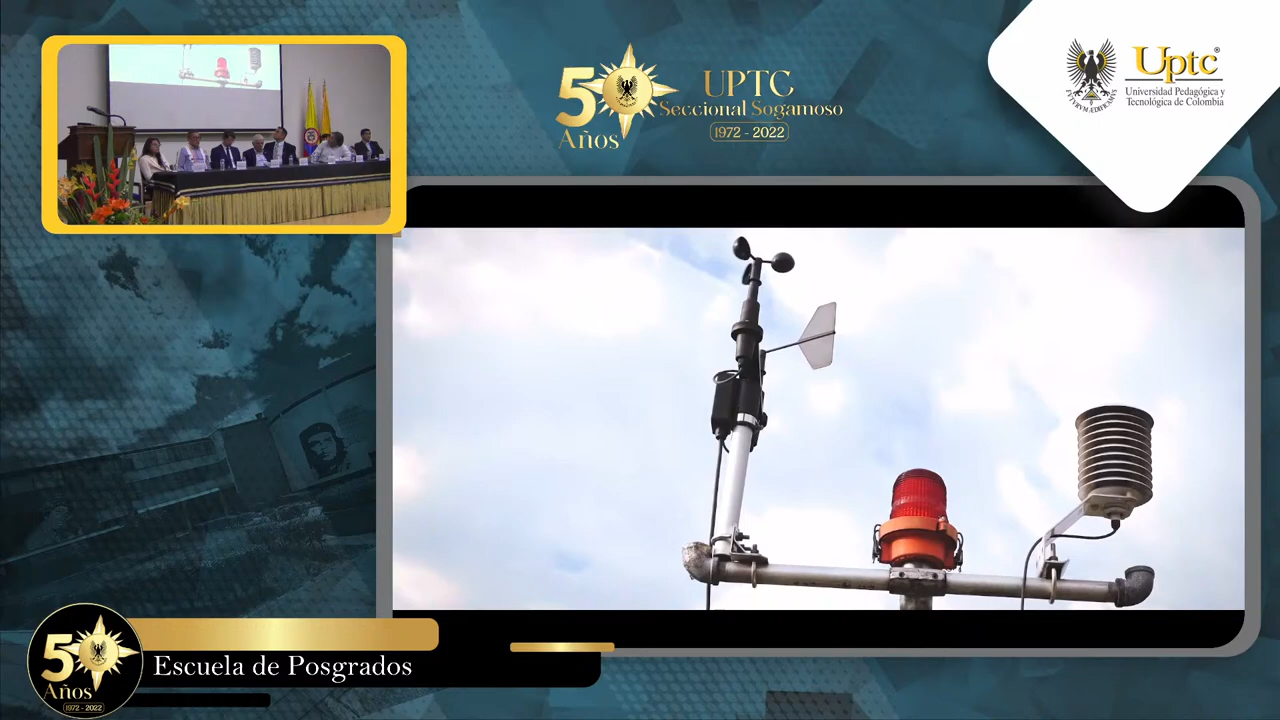 50
Años
UPTC
Seccional Sogamoso
1972 - 2022
Uptc®
Universidad Pedagógica y
Tecnológica de Colombia
50
Años
1972 - 2022
Escuela de Posgrados